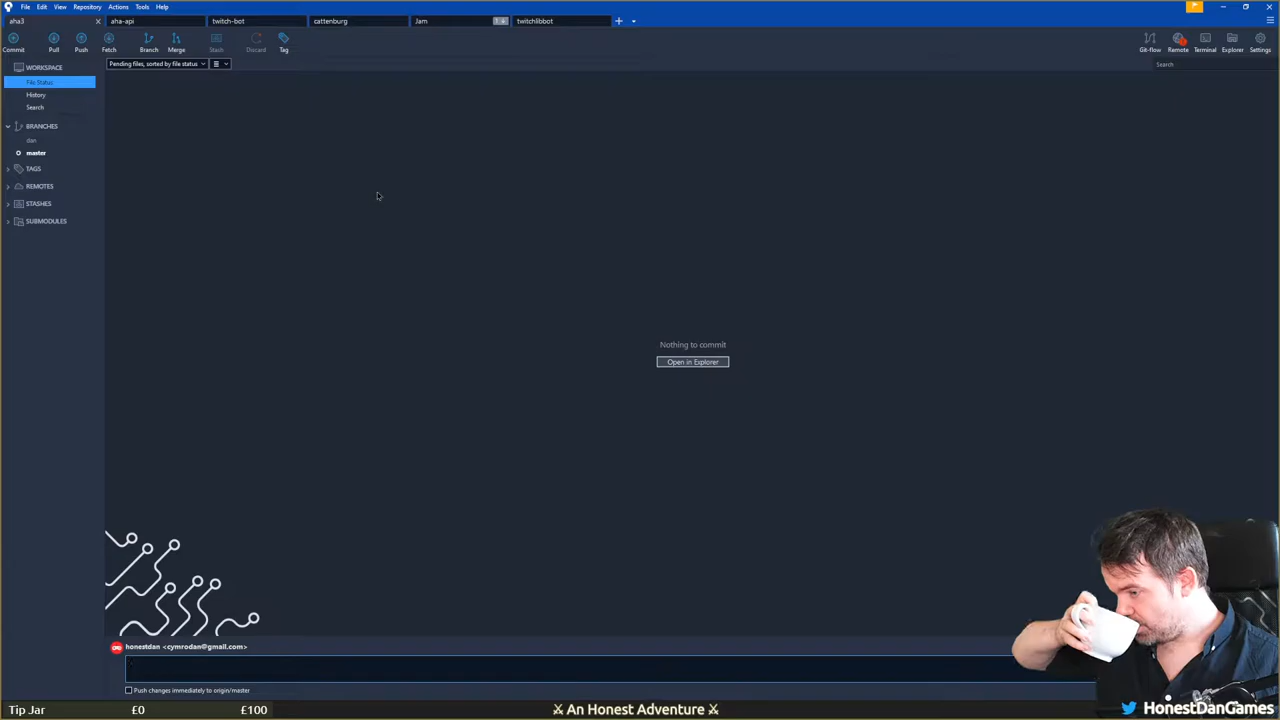 File Edit View Repository Actions Tools Help
aha3 aha-api twitch-bot cattenburg Jam twitchlibbot
Commit Pull Push Fetch Branch Merge Stash Discard Tag Git-flow Remote Terminal Explorer Settings
Pending files, sorted by file status
Search
WORKSPACE
File Status
History
Search
BRANCHES
dan
master
TAGS
REMOTES
STASHES
SUBMODULES
Nothing to commit
Open in Explorer
honestdan <cymrodan@gmail.com>
Push changes immediately to origin/master
Tip Jar £0 £100 An Honest Adventure HonestDanGames